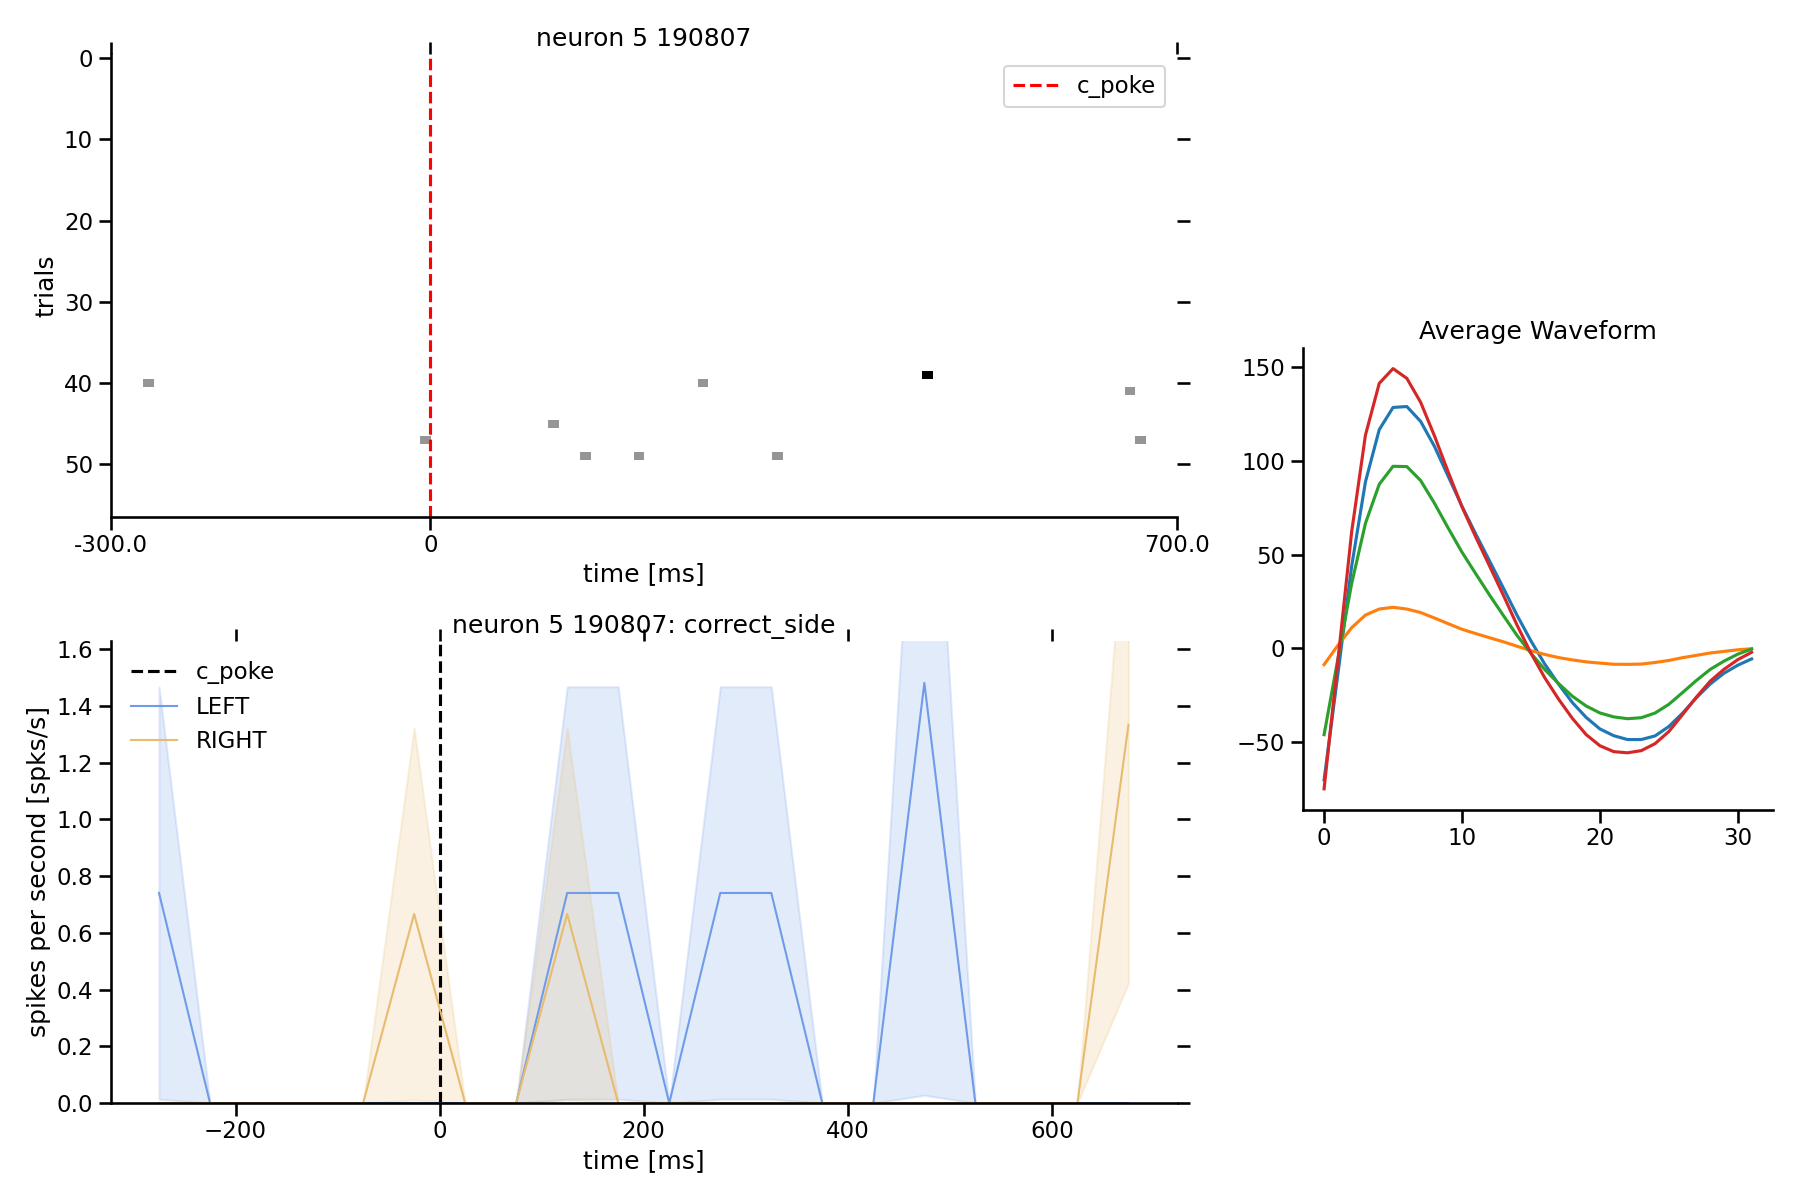 neuron 5 190807
c_poke
trials
0
10
20
30
40
50
-300.0
0
700.0
time [ms]
neuron 5 190807: correct_side
c_poke
LEFT
RIGHT
spikes per second [spks/s]
1.6
1.4
1.2
1.0
0.8
0.6
0.4
0.2
0.0
−200
0
200
400
600
time [ms]
Average Waveform
150
100
50
0
−50
0
10
20
30